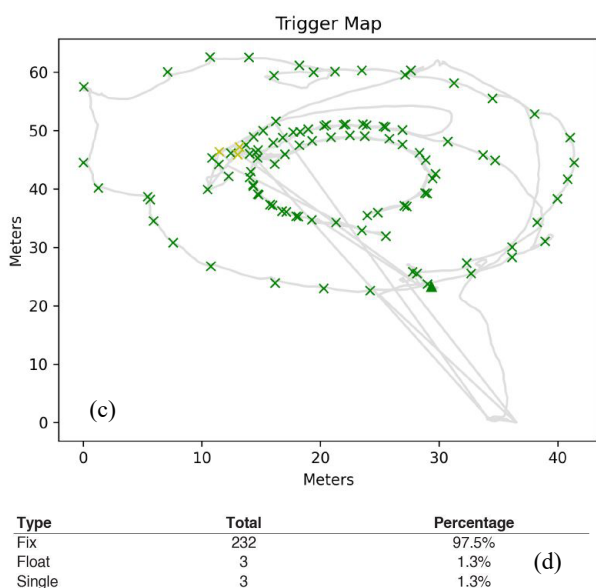 Trigger Map
60
50
40
30
20
10
0
Meters
(c)
0 10 20 30 40
Meters
Type Total Percentage
Fix 232 97.5%
Float 3 1.3% (d)
Single 3 1.3%